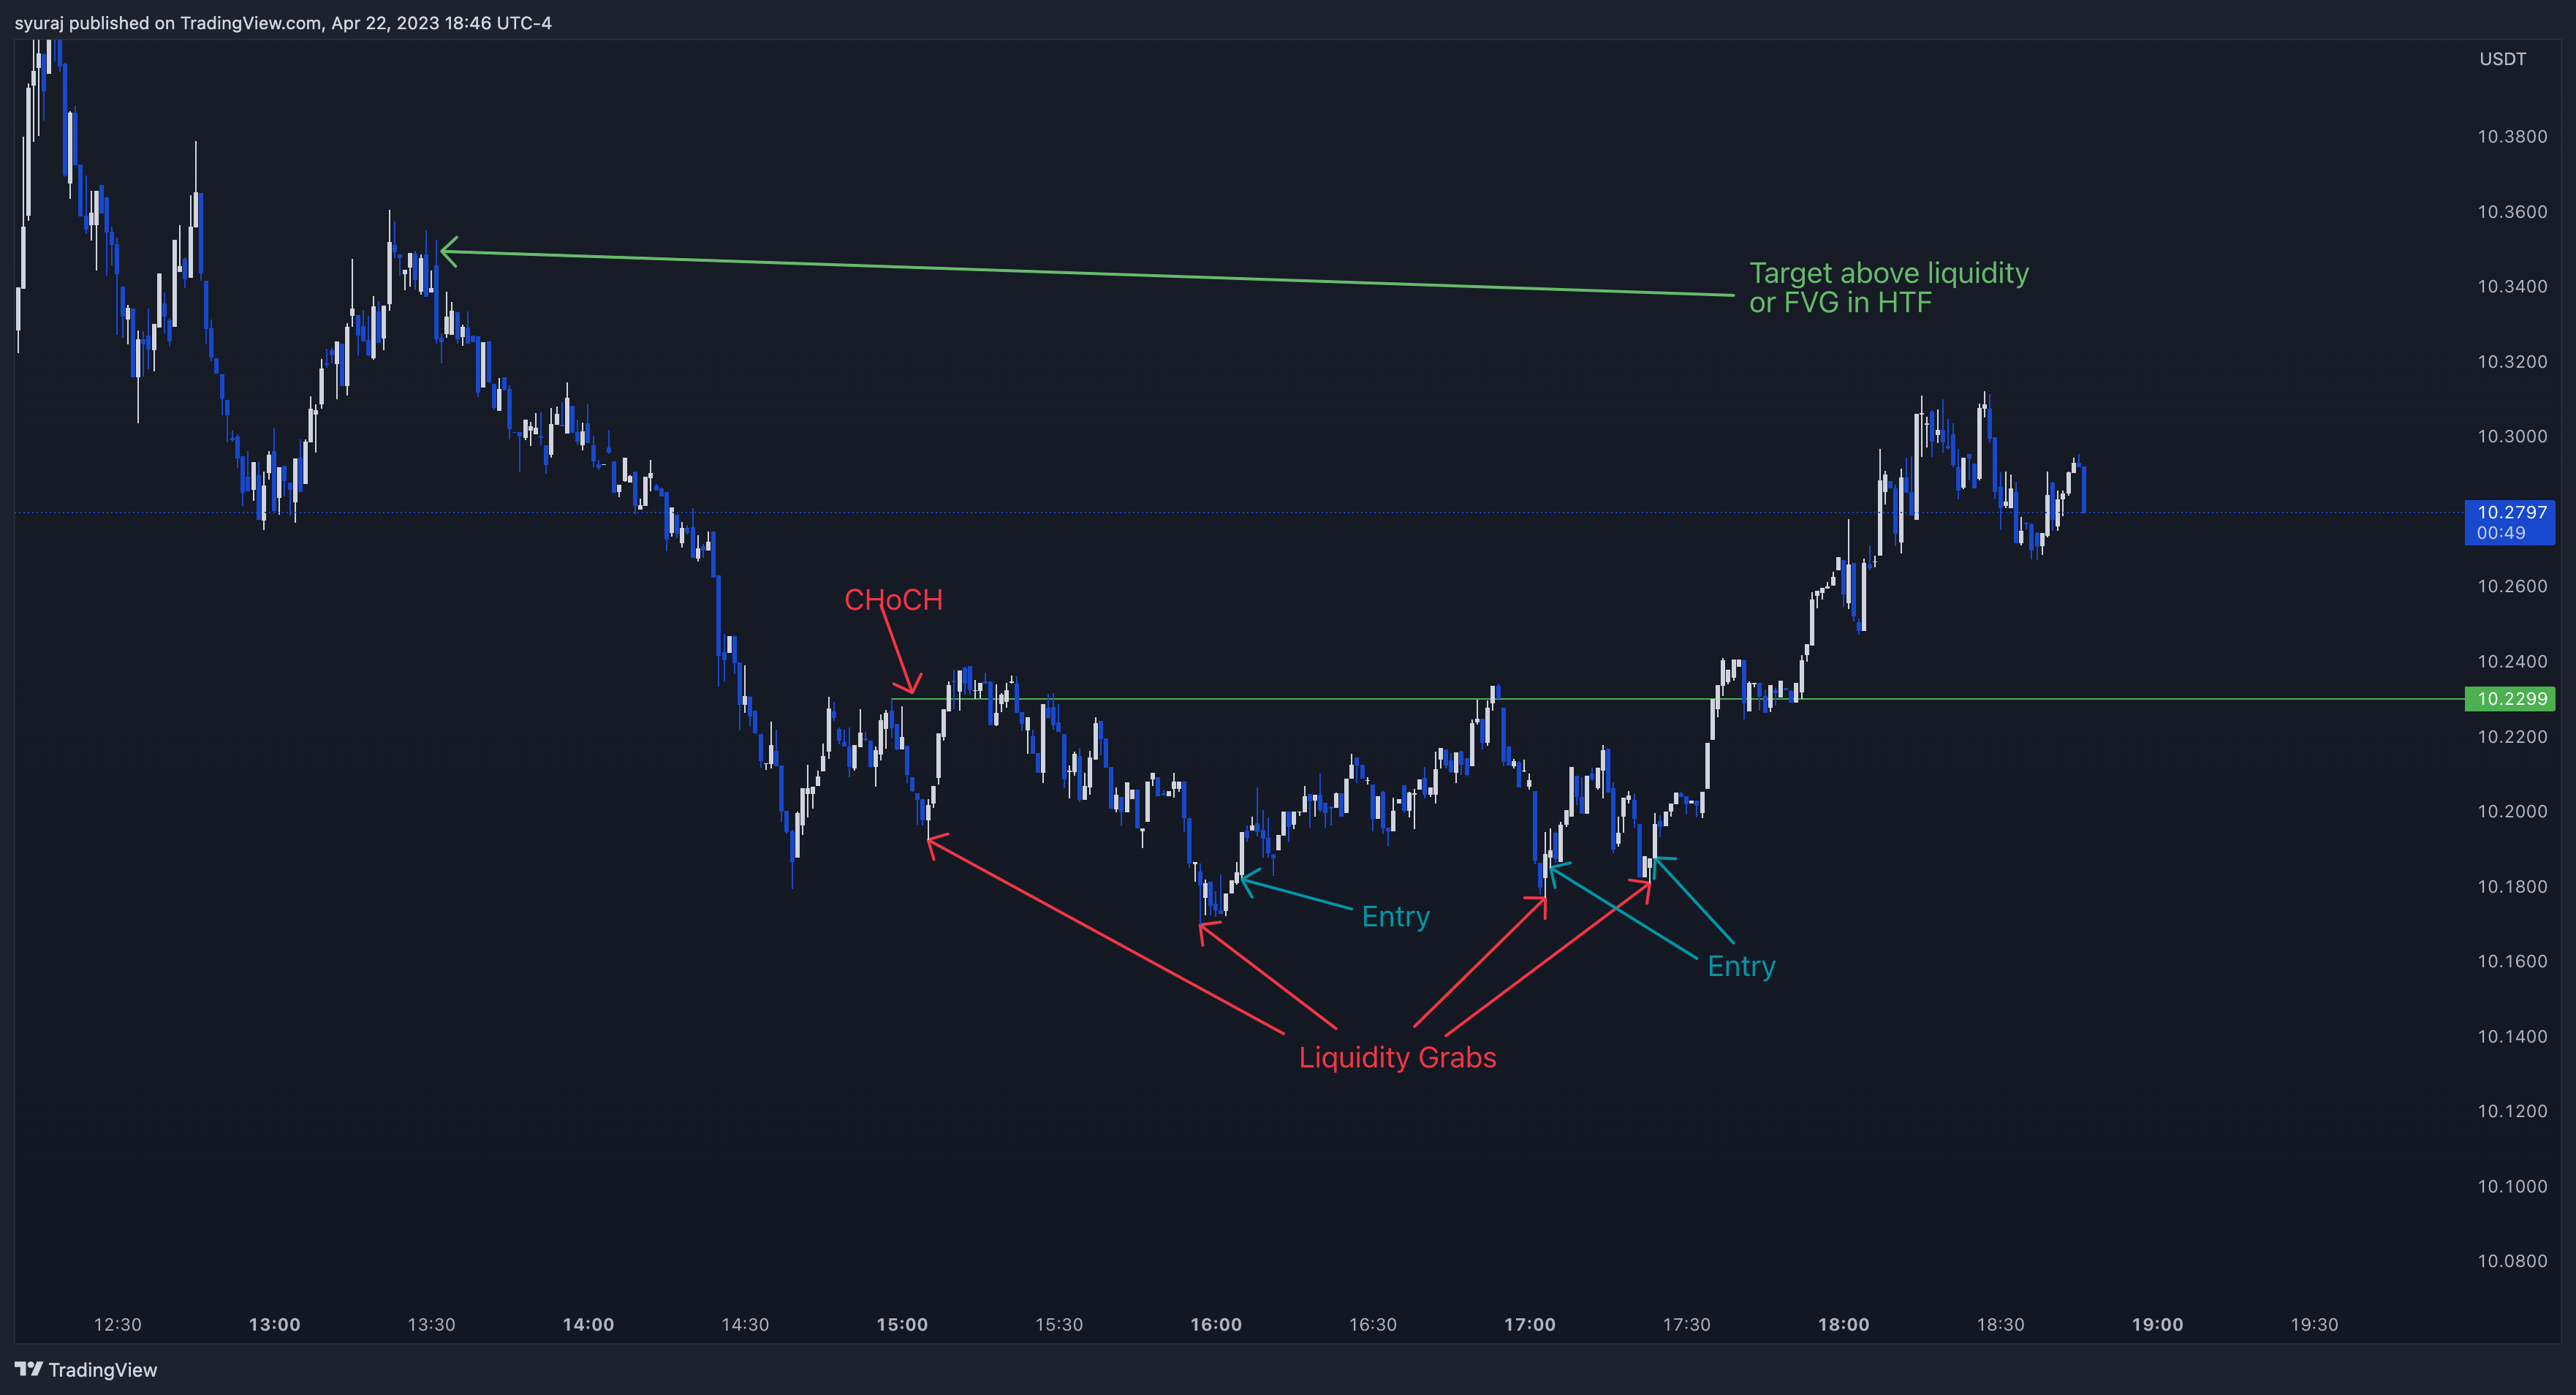 syuraj published on TradingView.com, Apr 22, 2023 18:46 UTC-4
USDT
10.3800
10.3600
Target above liquidity
or FVG in HTF
10.3400
10.3200
10.3000
10.2797
00:49
CHoCH
10.2600
10.2400
10.2299
10.2200
10.2000
10.1800
Entry
Entry
10.1600
Liquidity Grabs
10.1400
10.1200
10.1000
10.0800
12:30 13:00 13:30 14:00 14:30 15:00 15:30 16:00 16:30 17:00 17:30 18:00 18:30 19:00 19:30
TradingView